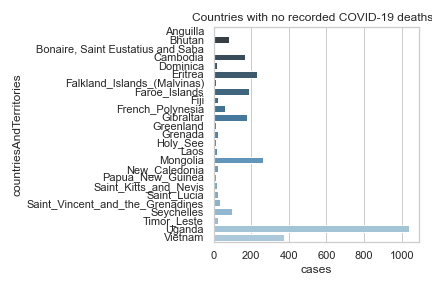 Countries with no recorded COVID-19 deaths
countriesAndTerritories
Anguilla
Bhutan
Bonaire, Saint Eustatius and Saba
Cambodia
Dominica
Eritrea
Falkland_Islands_(Malvinas)
Faroe_Islands
Fiji
French_Polynesia
Gibraltar
Greenland
Grenada
Holy_See
Laos
Mongolia
New_Caledonia
Papua_New_Guinea
Saint_Kitts_and_Nevis
Saint_Lucia
Saint_Vincent_and_the_Grenadines
Seychelles
Timor_Leste
Uganda
Vietnam
0 200 400 600 800 1000
cases